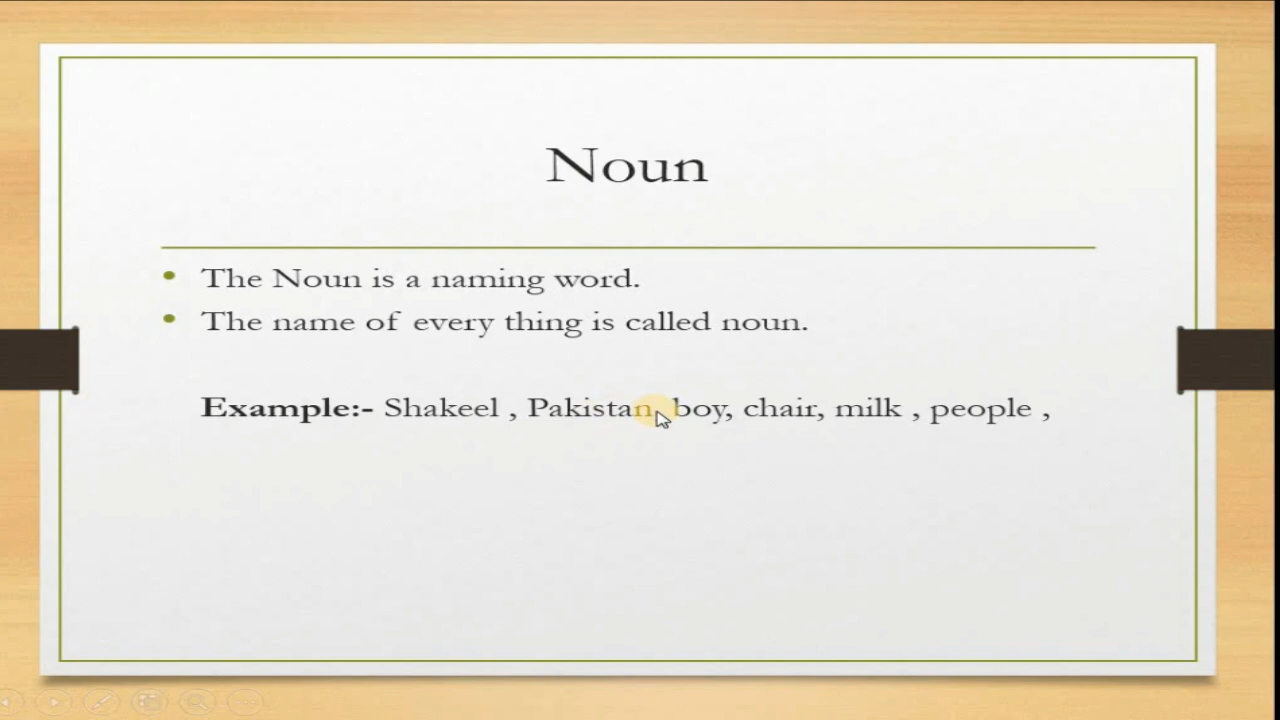 Noun
• The Noun is a naming word.
• The name of every thing is called noun.
Example:- Shakeel , Pakistan, boy, chair, milk , people ,